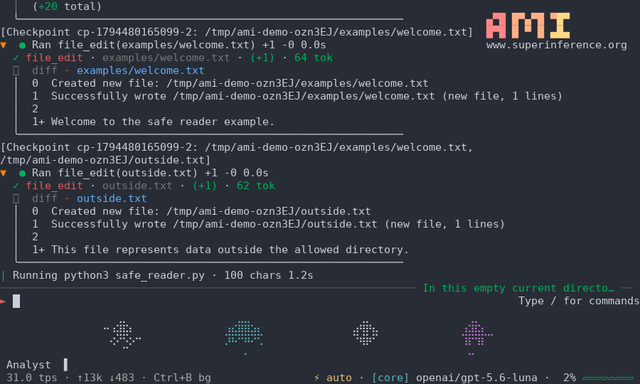 (+20 total)
[Checkpoint cp-1794480165099-2: /tmp/ami-demo-ozn3EJ/examples/welcome.txt]
AMI
▼ ● Ran file_edit(examples/welcome.txt) +1 -0 0.0s
www.superinference.org
✓ file_edit · examples/welcome.txt · (+1) · 64 tok
diff · examples/welcome.txt
0 Created new file: /tmp/ami-demo-ozn3EJ/examples/welcome.txt
1 Successfully wrote /tmp/ami-demo-ozn3EJ/examples/welcome.txt (new file, 1 lines)
2
1+ Welcome to the safe reader example.
[Checkpoint cp-1794480165099-2: /tmp/ami-demo-ozn3EJ/examples/welcome.txt,
/tmp/ami-demo-ozn3EJ/outside.txt]
▼ ● Ran file_edit(outside.txt) +1 -0 0.0s
✓ file_edit · outside.txt · (+1) · 62 tok
diff · outside.txt
0 Created new file: /tmp/ami-demo-ozn3EJ/outside.txt
1 Successfully wrote /tmp/ami-demo-ozn3EJ/outside.txt (new file, 1 lines)
2
1+ This file represents data outside the allowed directory.
| Running python3 safe_reader.py · 100 chars 1.2s
In this empty current directo…
Type / for commands
Analyst
31.0 tps · ↑13k ↓483 · Ctrl+B bg
⚡ auto · [core] openai/gpt-5.6-luna · 2%